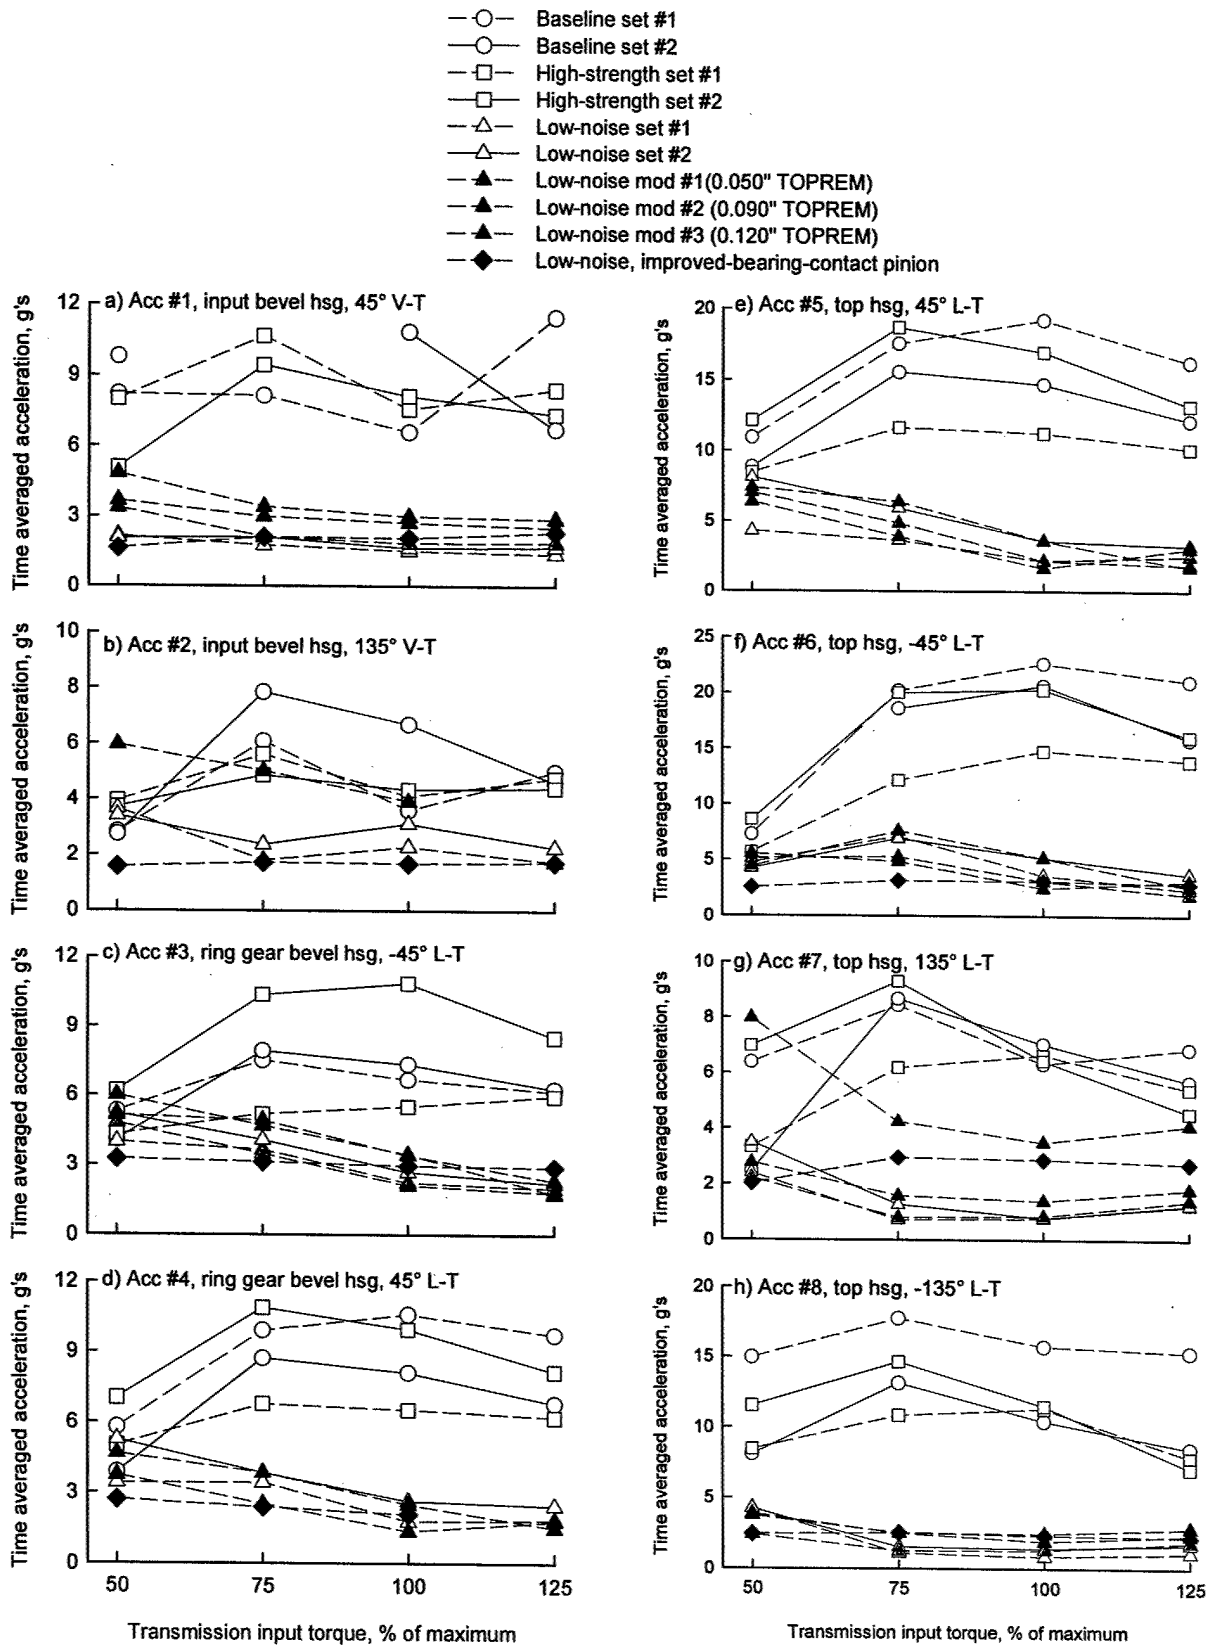 Baseline set #1
Baseline set #2
High-strength set #1
High-strength set #2
Low-noise set #1
Low-noise set #2
Low-noise mod #1(0.050" TOPREM)
Low-noise mod #2 (0.090" TOPREM)
Low-noise mod #3 (0.120" TOPREM)
Low-noise, improved-bearing-contact pinion
a) Acc #1, input bevel hsg, 45° V-T
Time averaged acceleration, g's
12
9
6
3
0
b) Acc #2, input bevel hsg, 135° V-T
Time averaged acceleration, g's
10
8
6
4
2
0
c) Acc #3, ring gear bevel hsg, -45° L-T
Time averaged acceleration, g's
12
9
6
3
0
d) Acc #4, ring gear bevel hsg, 45° L-T
Time averaged acceleration, g's
12
9
6
3
0
50 75 100 125
Transmission input torque, % of maximum
e) Acc #5, top hsg, 45° L-T
Time averaged acceleration, g's
20
15
10
5
0
f) Acc #6, top hsg, -45° L-T
Time averaged acceleration, g's
25
20
15
10
5
0
g) Acc #7, top hsg, 135° L-T
Time averaged acceleration, g's
10
8
6
4
2
0
h) Acc #8, top hsg, -135° L-T
Time averaged acceleration, g's
20
15
10
5
0
50 75 100 125
Transmission input torque, % of maximum